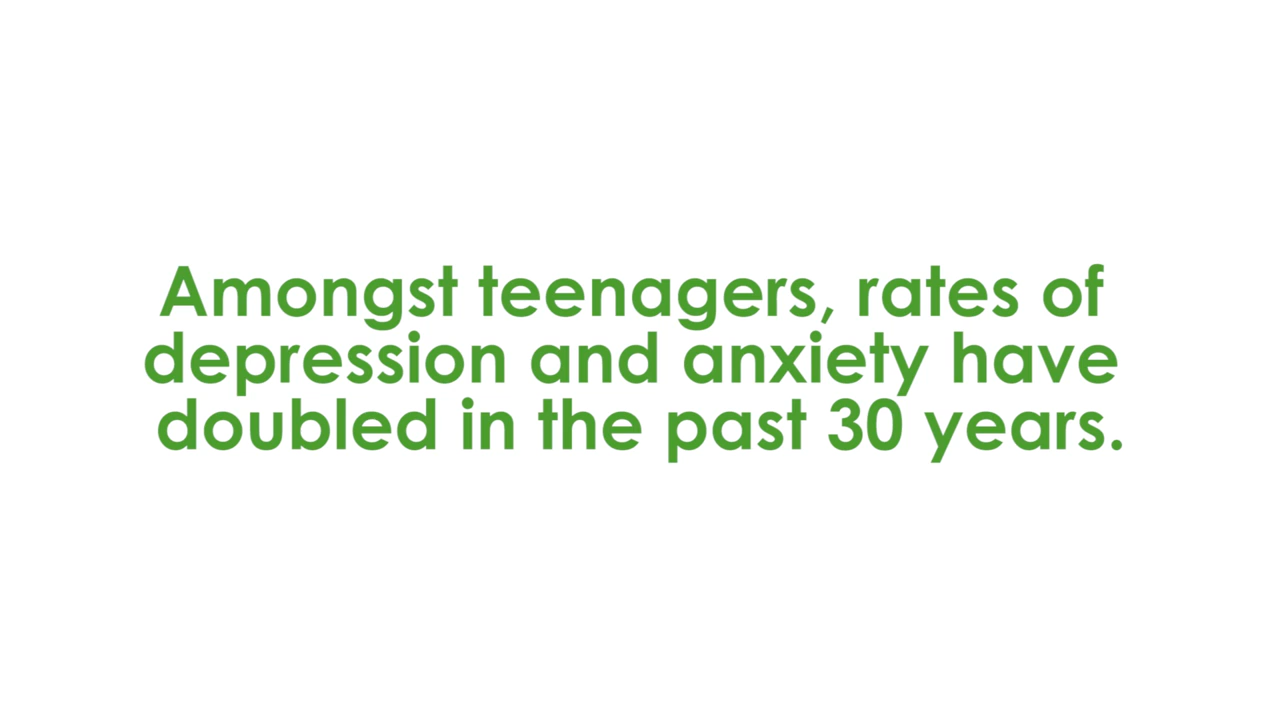 Amongst teenagers, rates of
depression and anxiety have
doubled in the past 30 years.